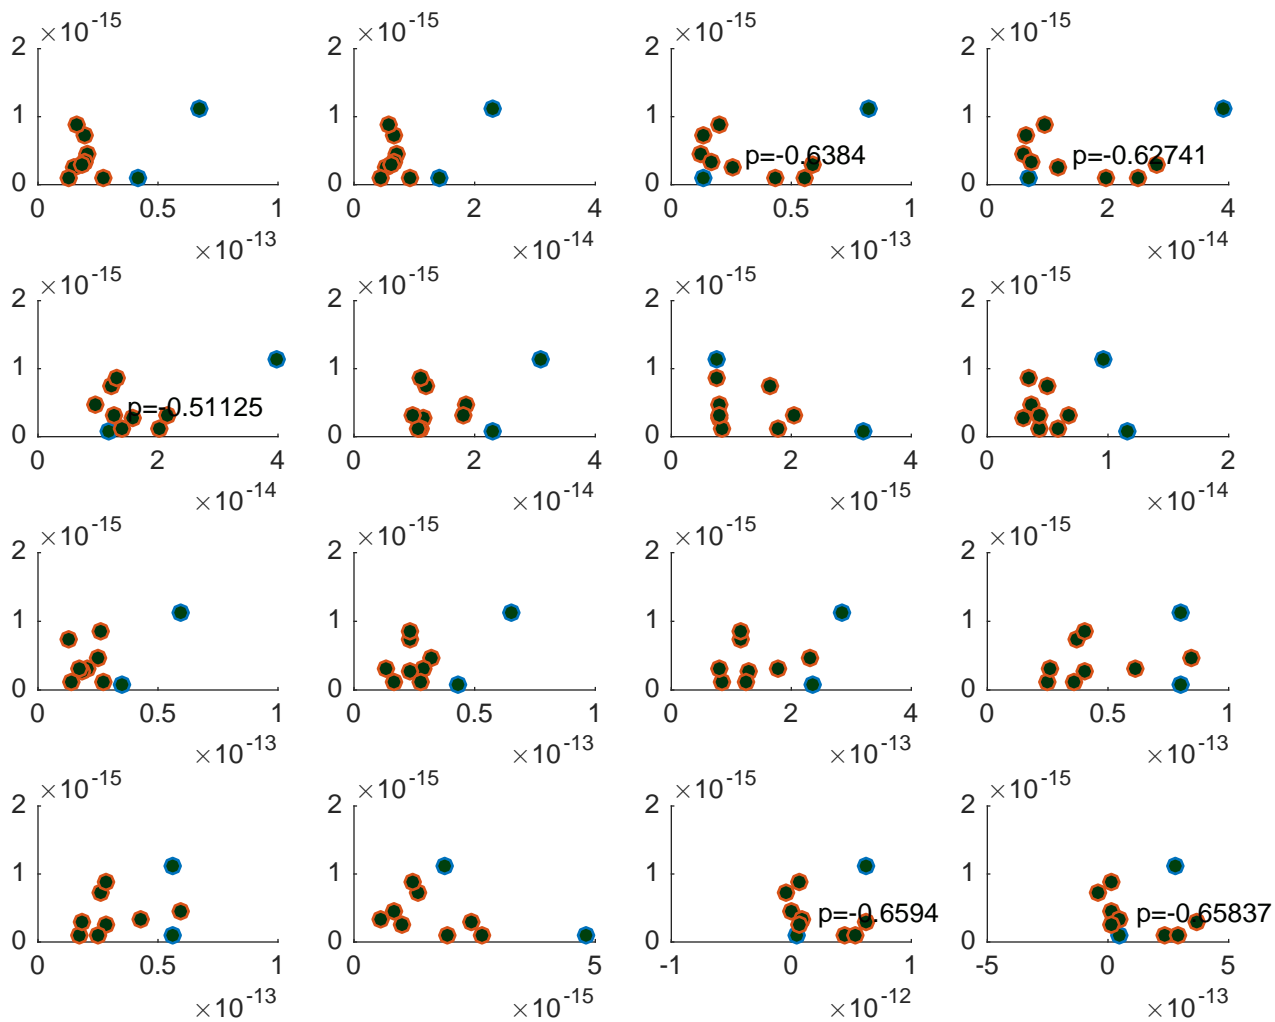 ×10-15 ×10-15 ×10-15 ×10-15
2 2 2 2
1 1 1 1
p=-0.6384 p=-0.62741
0 0 0 0
0 0.5 1 0 2 4 0 0.5 1 0 2 4
×10-13 ×10-14 ×10-13 ×10-14
×10-15 ×10-15 ×10-15 ×10-15
2 2 2 2
1 1 1 1
p=-0.51125
0 0 0 0
0 2 4 0 2 4 0 2 4 0 1 2
×10-14 ×10-14 ×10-15 ×10-14
×10-15 ×10-15 ×10-15 ×10-15
2 2 2 2
1 1 1 1
0 0 0 0
0 0.5 1 0 0.5 1 0 2 4 0 0.5 1
×10-13 ×10-13 ×10-13 ×10-13
×10-15 ×10-15 ×10-15 ×10-15
2 2 2 2
1 1 1 1
p=-0.6594 p=-0.65837
0 0 0 0
0 0.5 1 0 5 -1 0 1 -5 0 5
×10-13 ×10-15 ×10-12 ×10-13